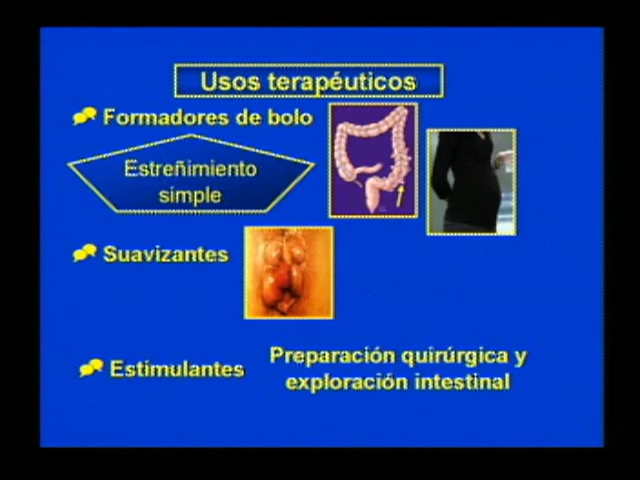 Usos terapéuticos
Formadores de bolo
Estreñimiento
simple
Suavizantes
Estimulantes
Preparación quirúrgica y
exploración intestinal